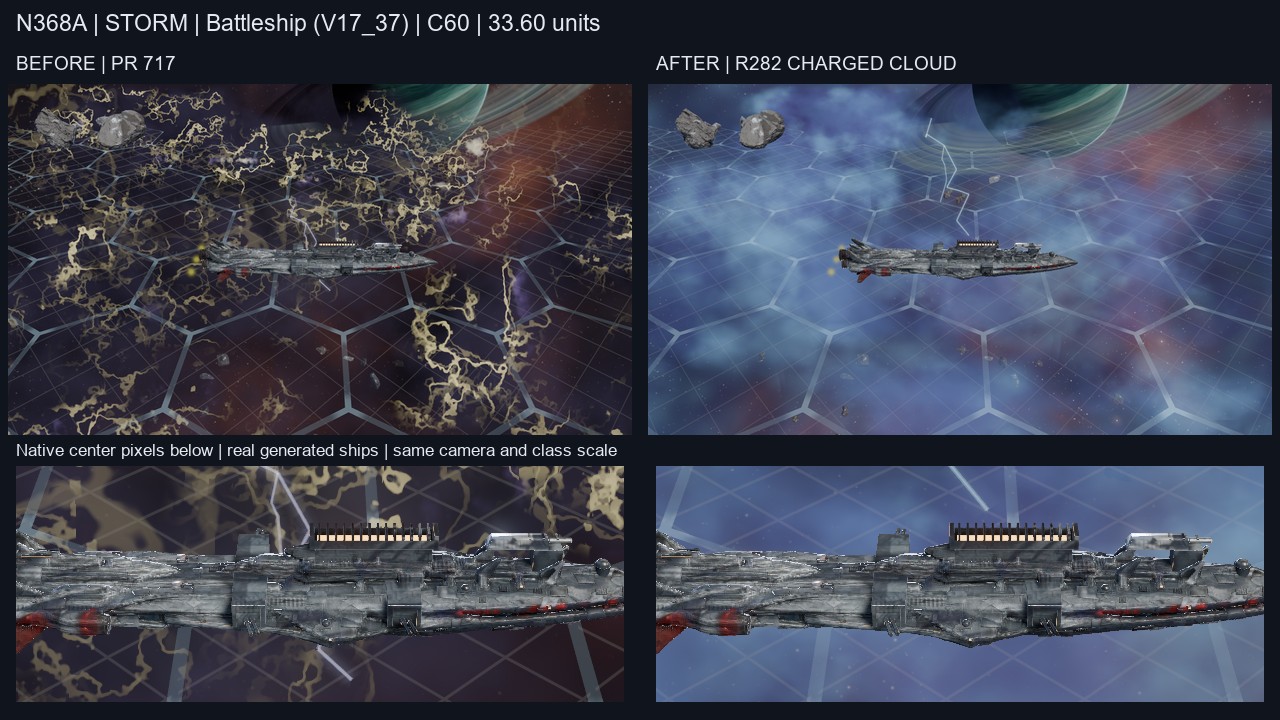 N368A | STORM | Battleship (V17_37) | C60 | 33.60 units
BEFORE | PR 717
AFTER | R282 CHARGED CLOUD
Native center pixels below | real generated ships | same camera and class scale